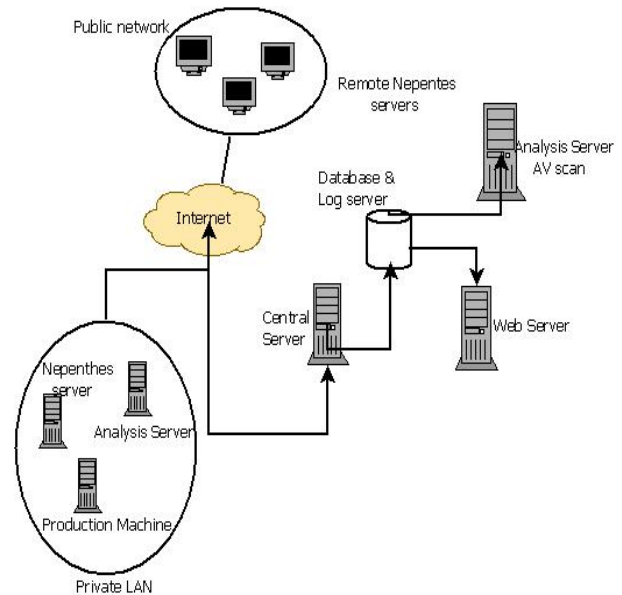 Public network
Remote Nepentes
servers
Analysis Server
AV scan
Database &
Log server
Internet
Central
Server
Web Server
Nepenthes
server
Analysis Server
Production Machine
Private LAN